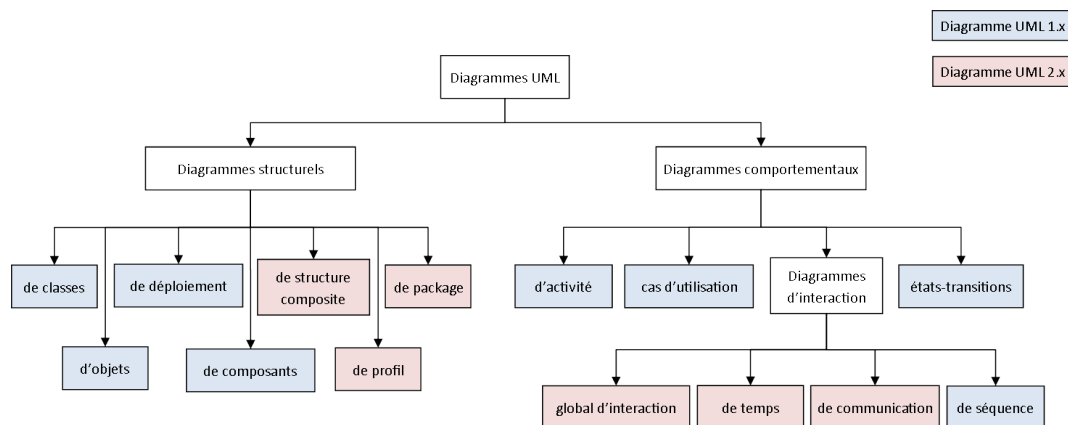 Diagramme UML 1.x
Diagramme UML 2.x
Diagrammes UML
Diagrammes structurels
Diagrammes comportementaux
de classes
de déploiement
de structure
composite
de package
d’objets
de composants
de profil
d’activité
cas d’utilisation
Diagrammes
d’interaction
états-transitions
global d’interaction
de temps
de communication
de séquence